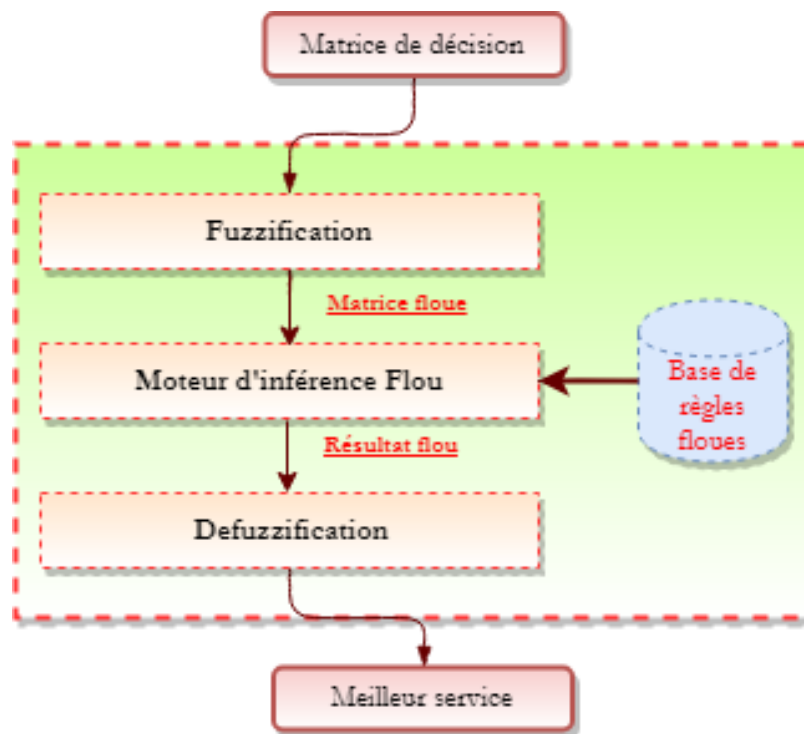 Matrice de décision
Fuzzification
Matrice floue
Moteur d'inférence Flou
Base de
règles
floues
Résultat flou
Defuzzification
Meilleur service